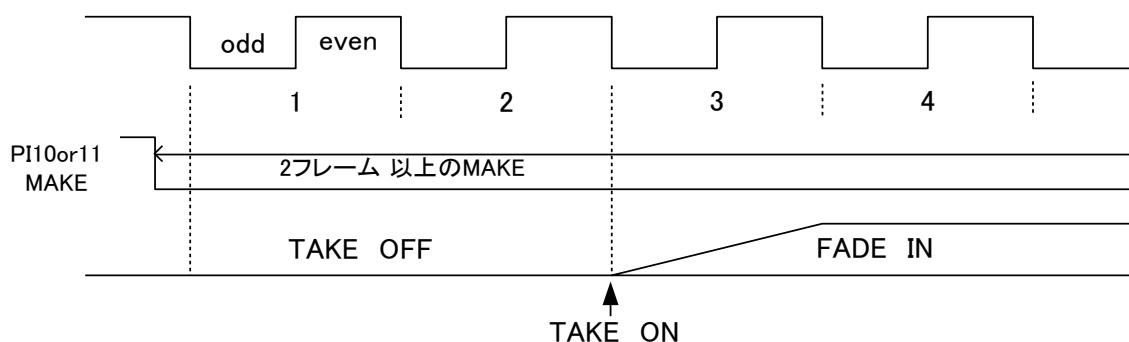 odd even
1 2 3 4
PI10or11
MAKE
2フレーム 以上のMAKE
TAKE OFF
FADE IN
TAKE ON